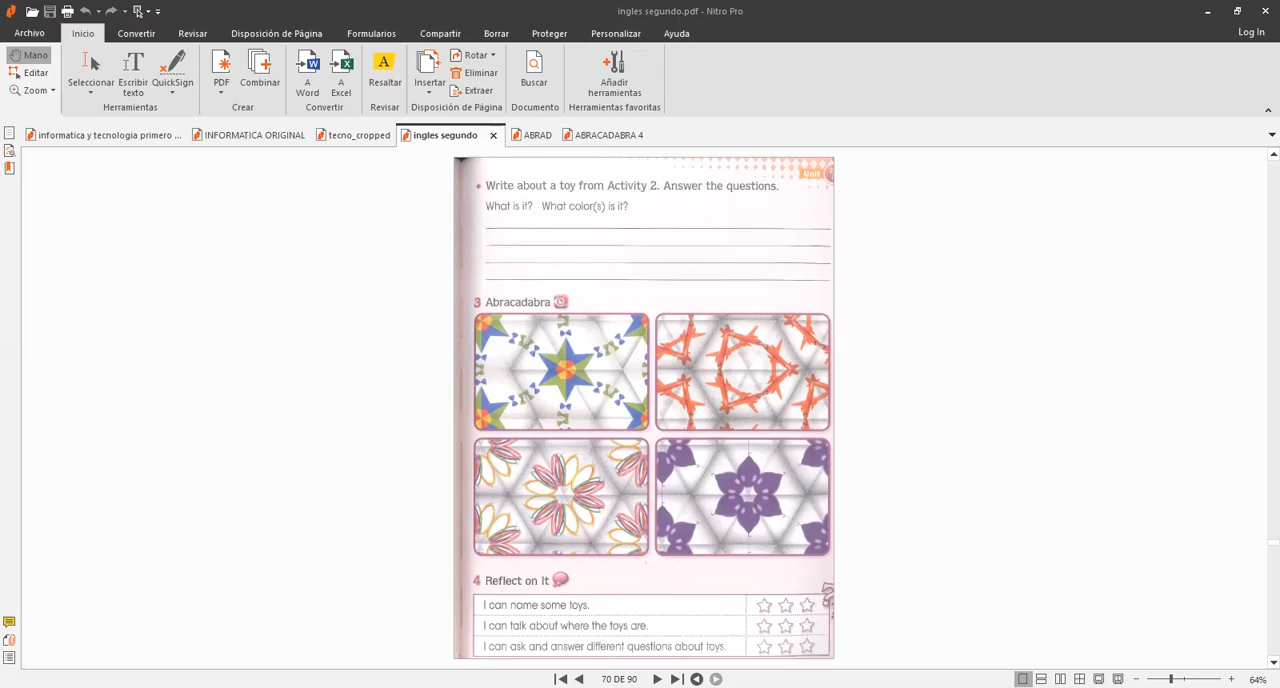 ingles segundo.pdf - Nitro Pro
Archivo Inicio Convertir Revisar Disposición de Página Formularios Compartir Borrar Proteger Personalizar Ayuda Log In
Mano
Editar
Zoom
Seleccionar
Escribir texto
QuickSign
Herramientas
PDF
Combinar
Crear
A Word
A Excel
Convertir
Resaltar
Revisar
Insertar
Rotar
Eliminar
Extraer
Disposición de Página
Buscar
Documento
Añadir herramientas
Herramientas favoritas
informatica y tecnologia primero ... INFORMATICA ORIGINAL tecno_cropped ingles segundo ABRAD ABRACADABRA 4
Unit
Write about a toy from Activity 2. Answer the questions.
What is it? What color(s) is it?
3 Abracadabra
4 Reflect on It
I can name some toys.
I can talk about where the toys are.
I can ask and answer different questions about toys.
70 DE 90
64%